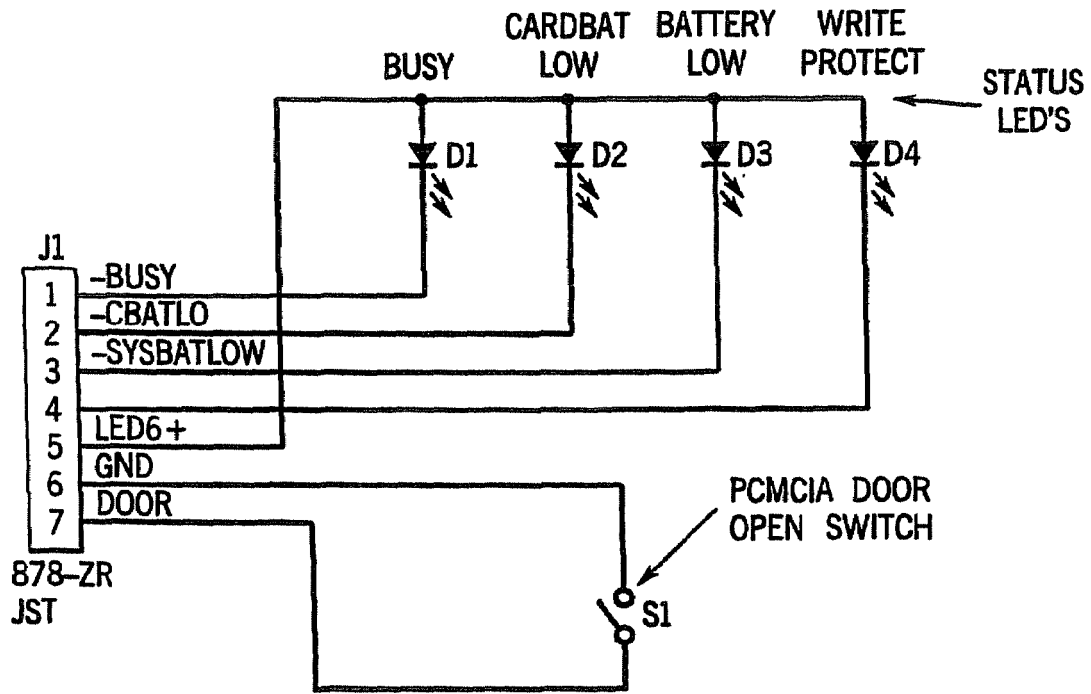 CARDBAT BATTERY WRITE
BUSY LOW LOW PROTECT
STATUS
LED'S
D1 D2 D3 D4
J1
1 -BUSY
2 -CBATLO
3 -SYSBATLOW
4
5 LED6+
6 GND
7 DOOR
PCMCIA DOOR
OPEN SWITCH
878-ZR
JST
S1